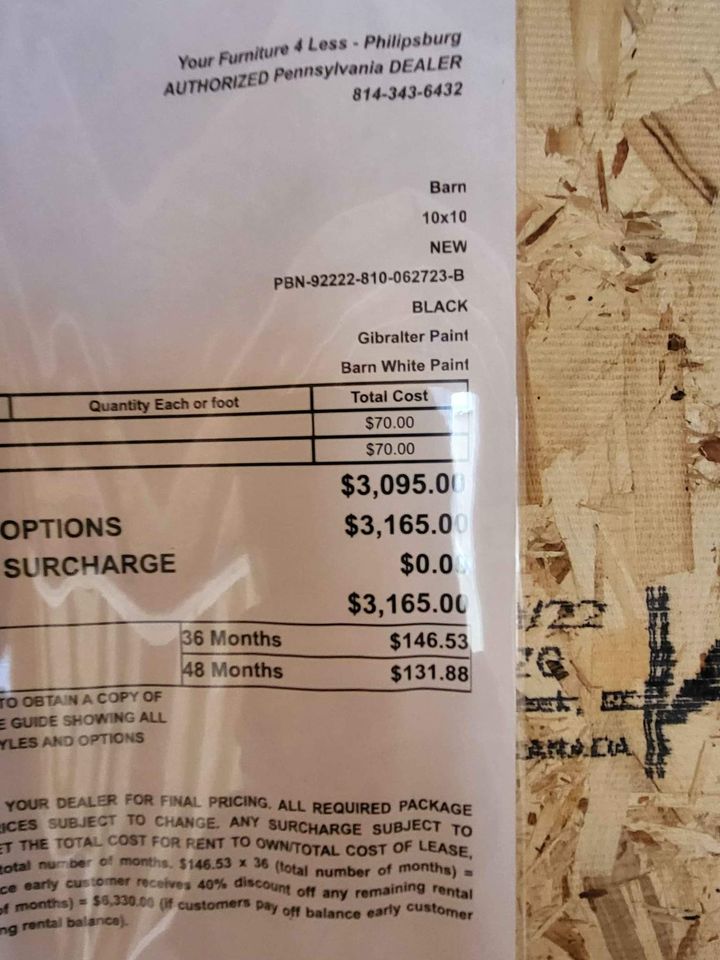 Your Furniture 4 Less - Philipsburg
AUTHORIZED Pennsylvania DEALER
814-343-6432
Barn
10x10
NEW
PBN-92222-810-062723-B
BLACK
Gibralter Paint
Barn White Paint
Quantity Each or foot Total Cost
$70.00
$70.00
$3,095.00
OPTIONS $3,165.00
SURCHARGE $0.0
$3,165.00
36 Months $146.53
48 Months $131.88
TO OBTAIN A COPY OF
E GUIDE SHOWING ALL
YLES AND OPTIONS
YOUR DEALER FOR FINAL PRICING. ALL REQUIRED PACKAGE
ICES SUBJECT TO CHANGE. ANY SURCHARGE SUBJECT TO
ET THE TOTAL COST FOR RENT TO OWN/TOTAL COST OF LEASE,
total number of months. $146.53 x 36 (total number of months) =
ce early customer receives 40% discount off any remaining rental
of months) = $6,330.00 (if customers pay off balance early customer
ng rental balance).
/22